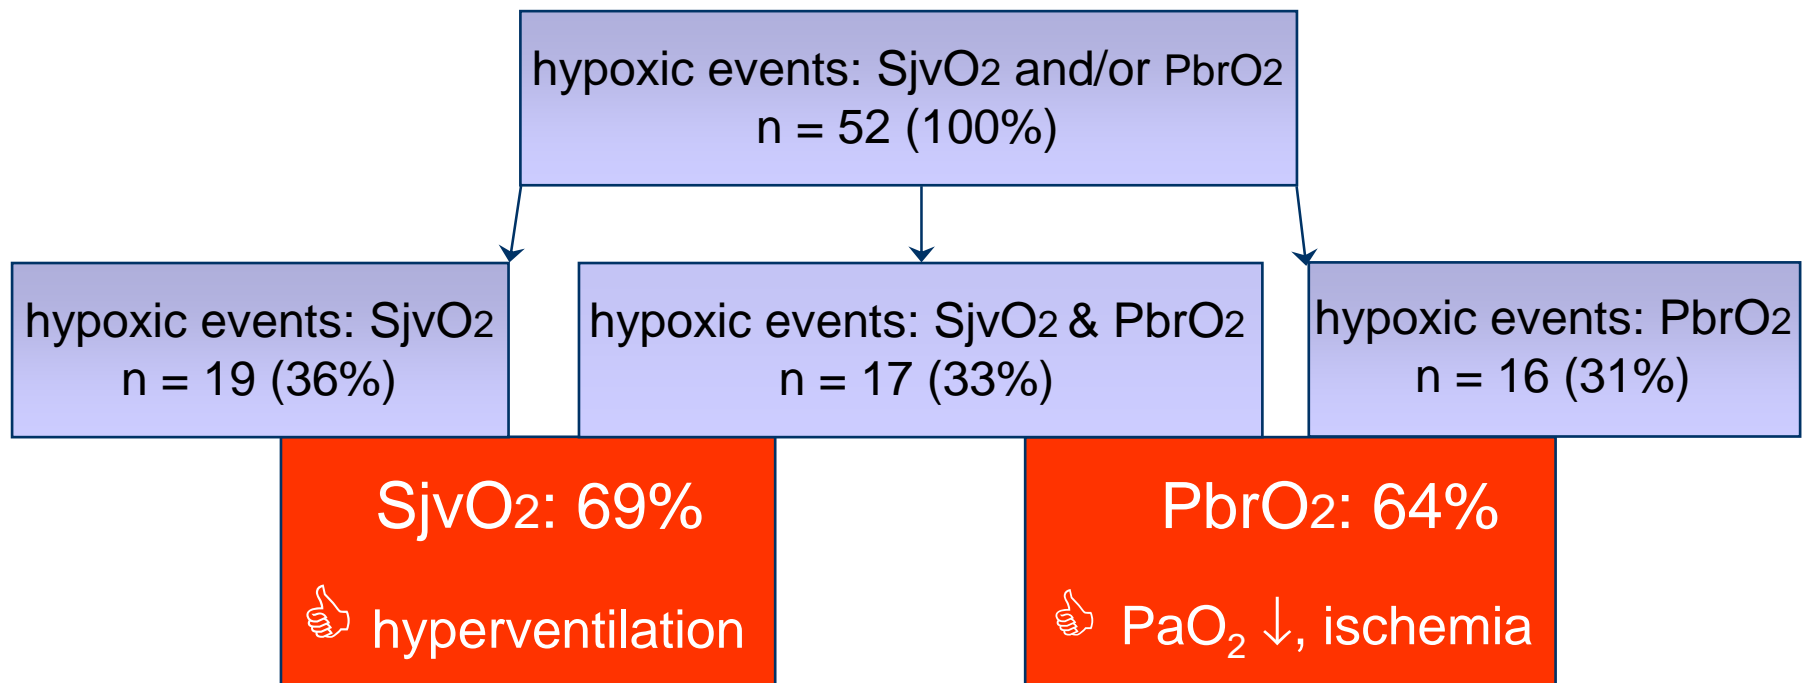 hypoxic events: SjvO2 and/or PbrO2
n = 52 (100%)
hypoxic events: SjvO2
n = 19 (36%)
hypoxic events: SjvO2 & PbrO2
n = 17 (33%)
hypoxic events: PbrO2
n = 16 (31%)
SjvO2: 69%
👍 hyperventilation
PbrO2: 64%
👍 PaO₂ ↓, ischemia